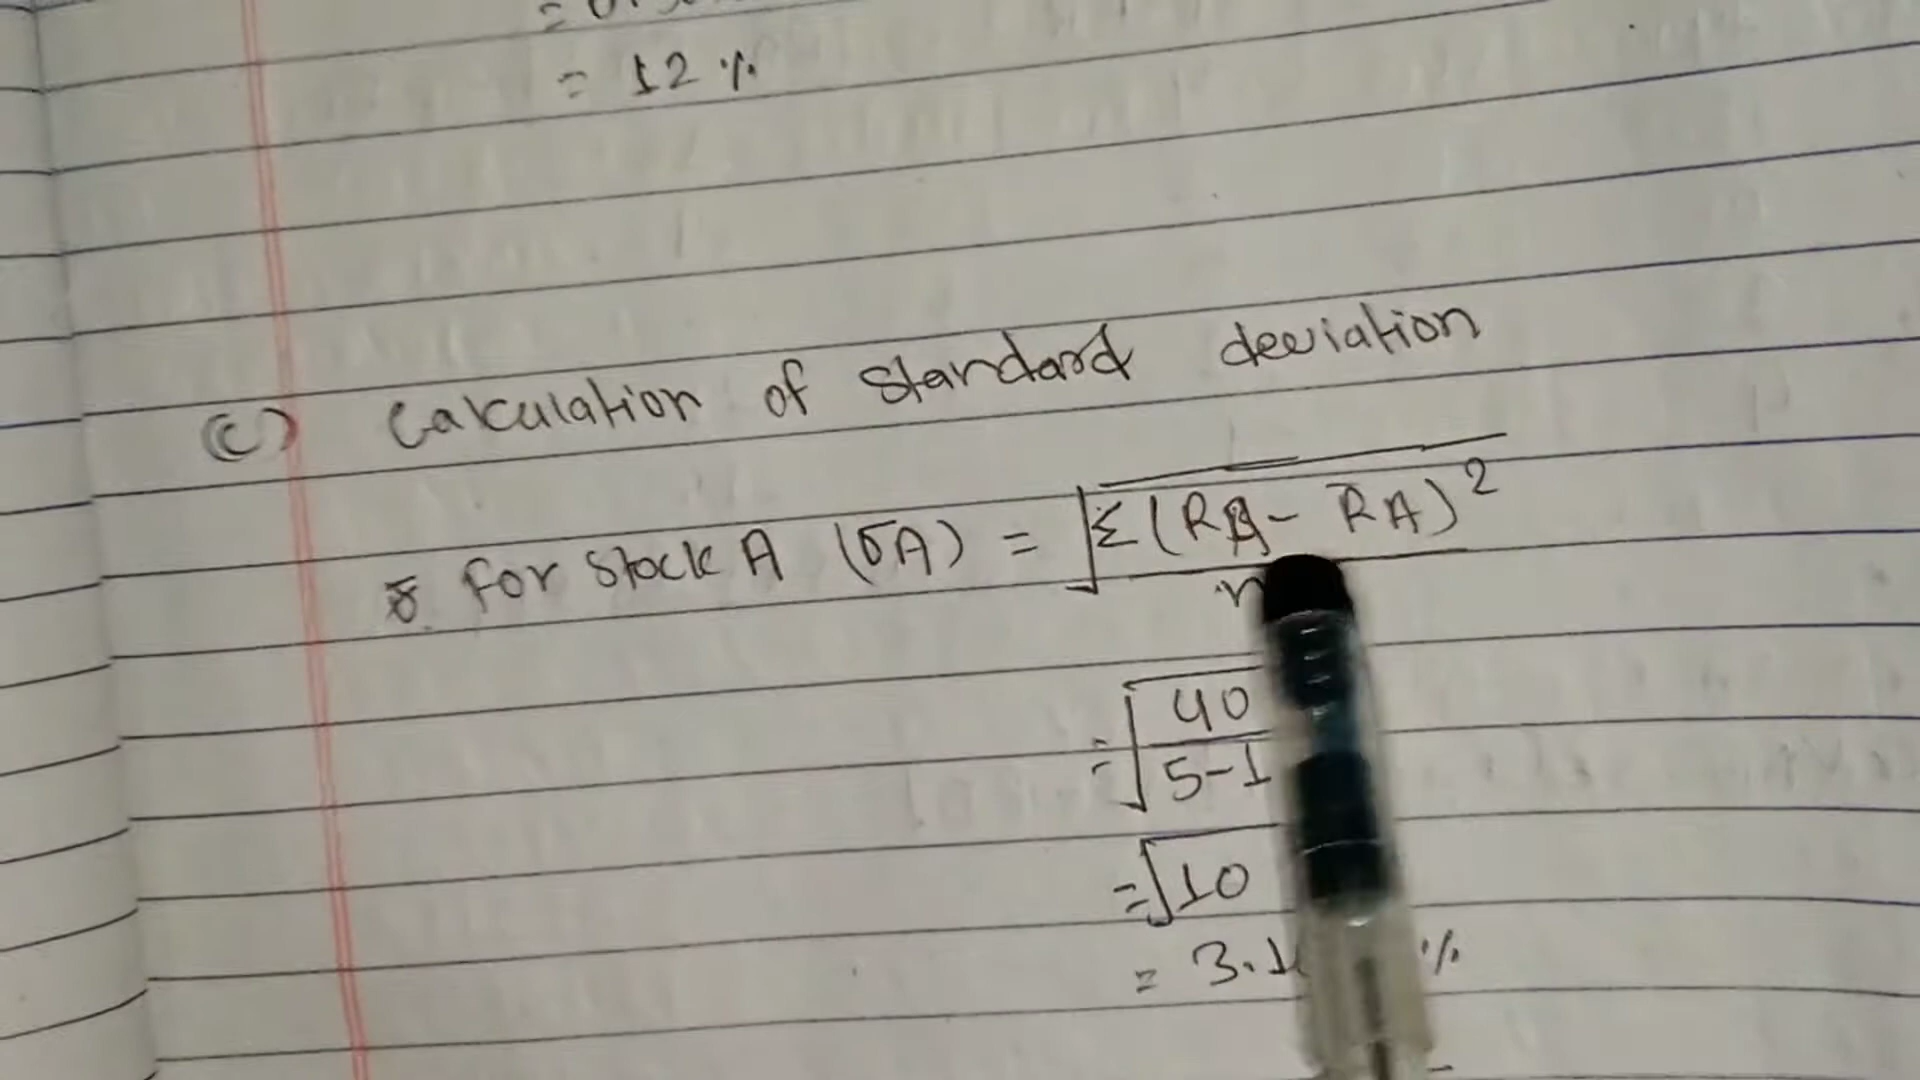 = 12 %
(C) Calculation of standard deviation
For Stock A (σA) = √Σ(RA - R̄A)²
n
= √40
5-1
= √10
= 3.1 %